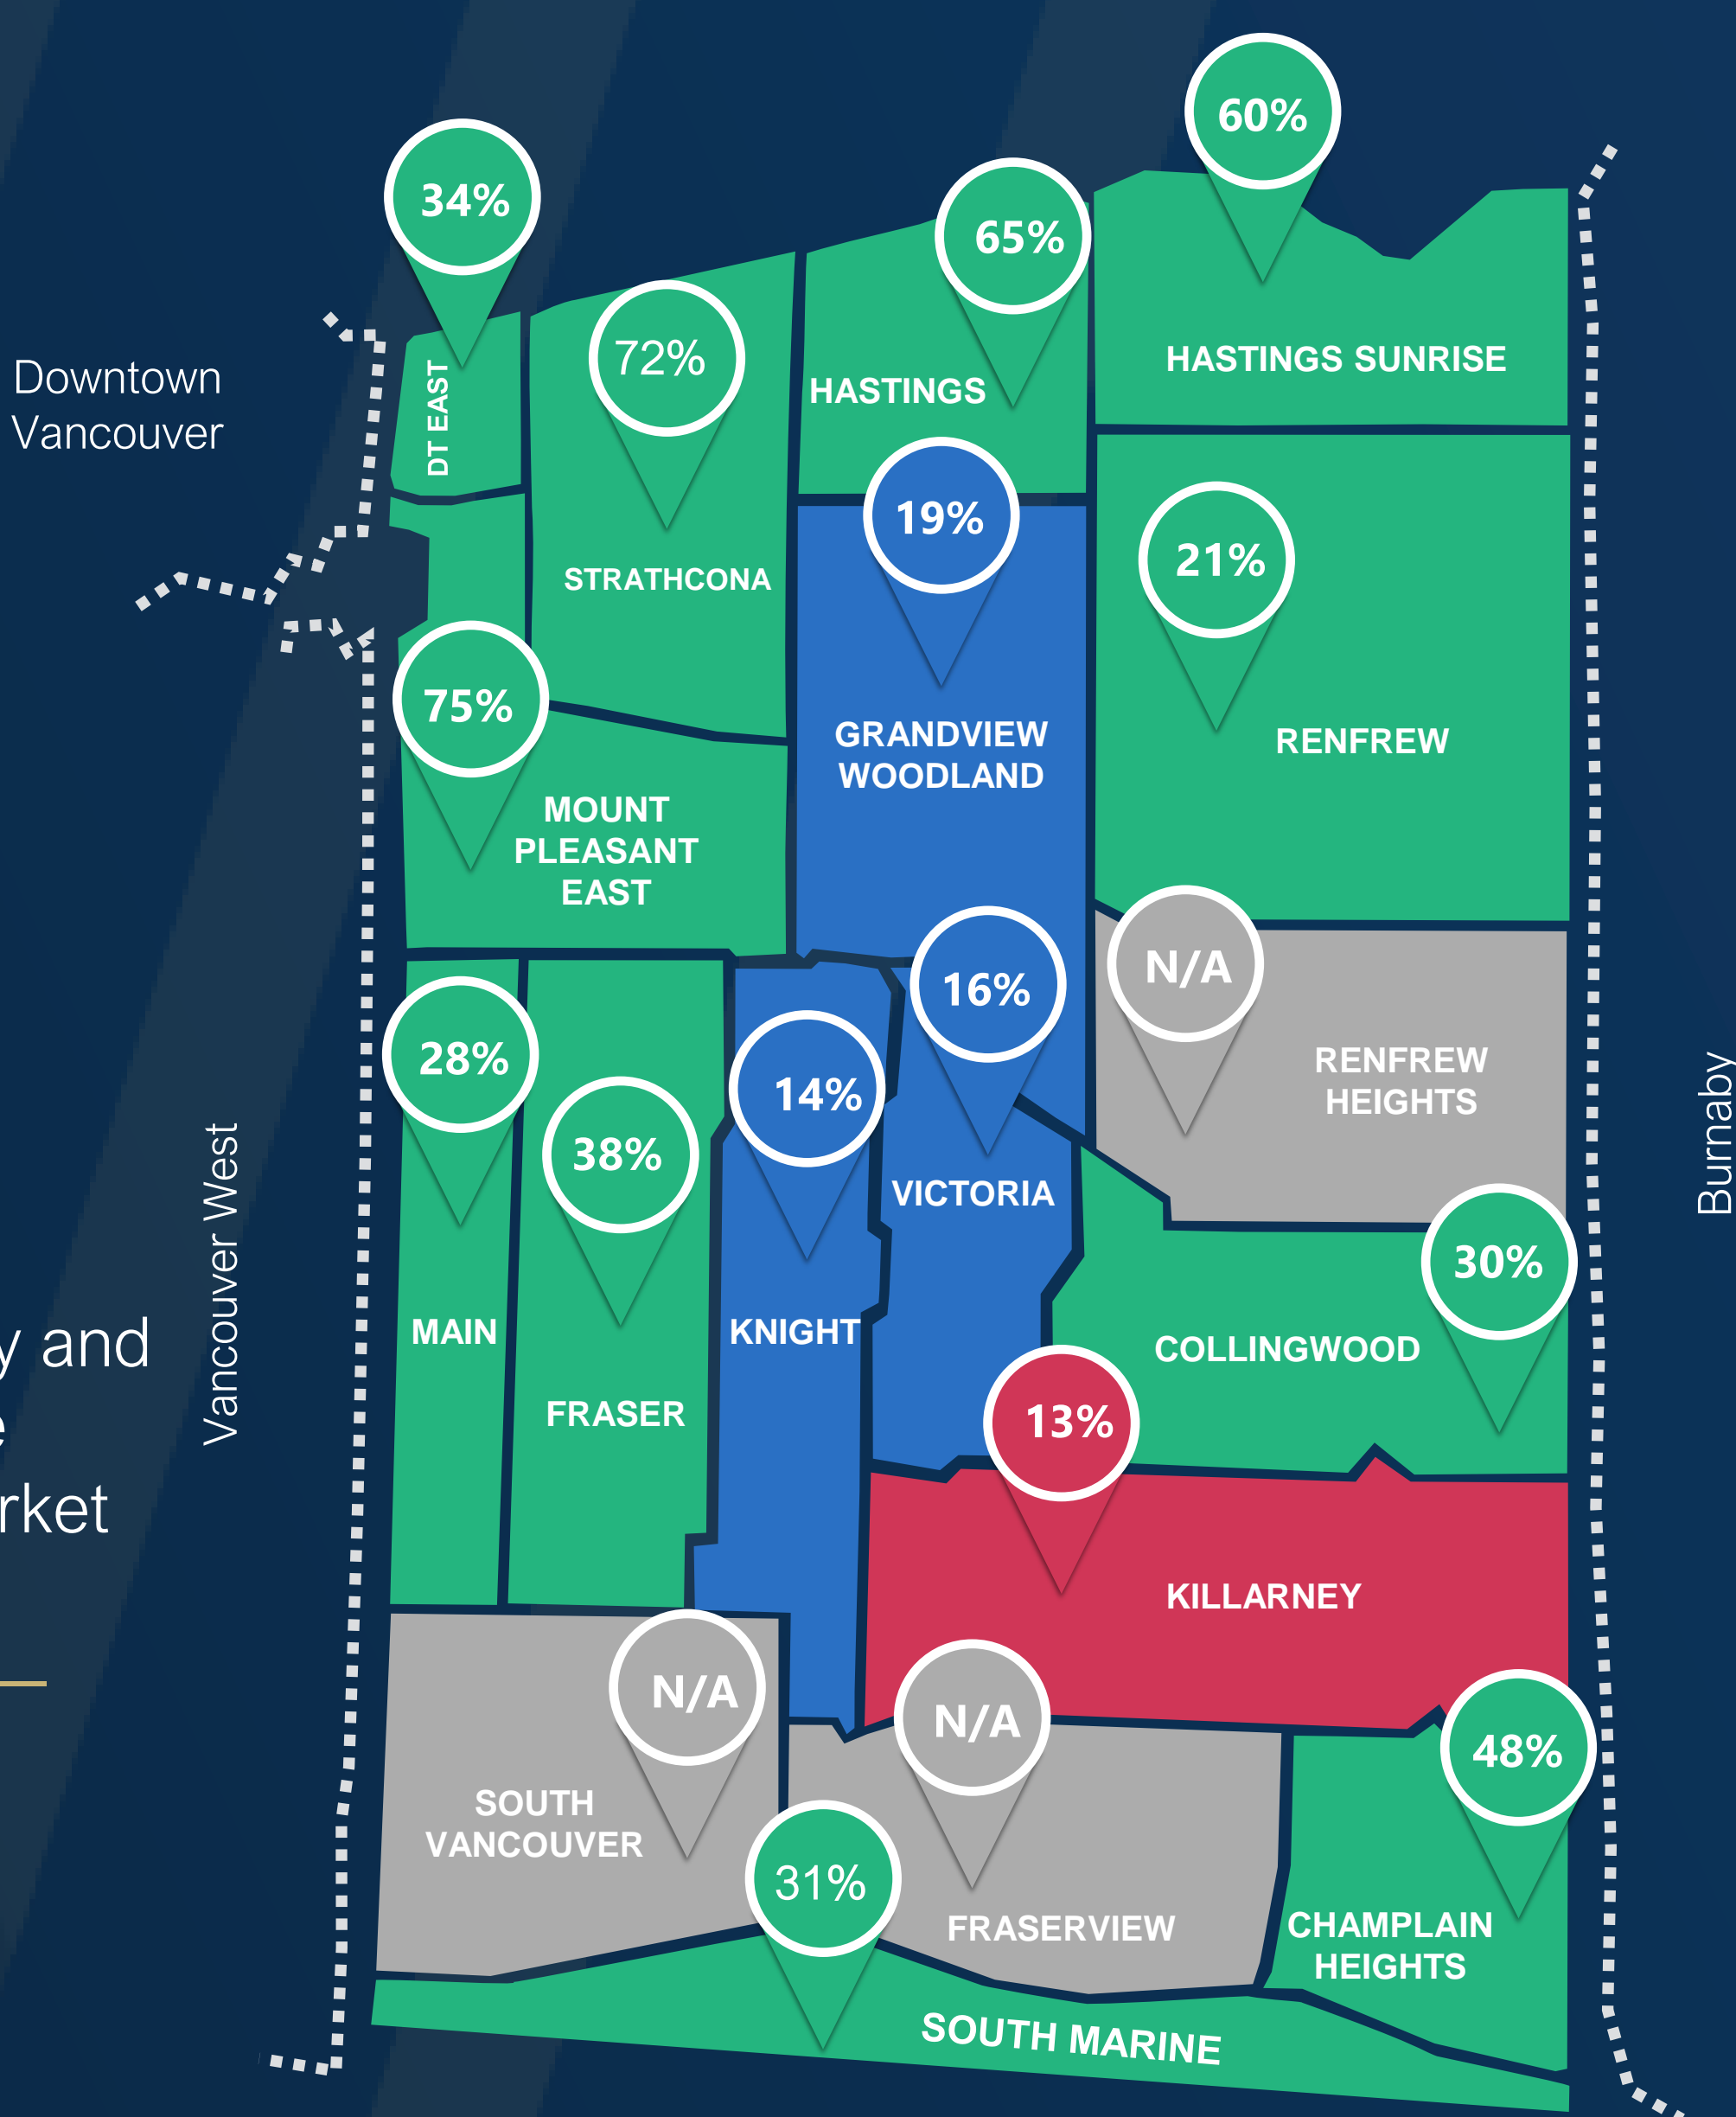 60%
34%
65%
72%
HASTINGS SUNRISE
Downtown
Vancouver
DT EAST
HASTINGS
19%
21%
STRATHCONA
75%
GRANDVIEW
WOODLAND
RENFREW
MOUNT
PLEASANT
EAST
N/A
16%
28%
14%
38%
RENFREW
HEIGHTS
Burnaby
VICTORIA
Vancouver West
30%
y and
MAIN
KNIGHT
COLLINGWOOD
FRASER
13%
e
rket
KILLARNEY
N/A
N/A
48%
SOUTH
VANCOUVER
31%
FRASERVIEW
CHAMPLAIN
HEIGHTS
SOUTH MARINE